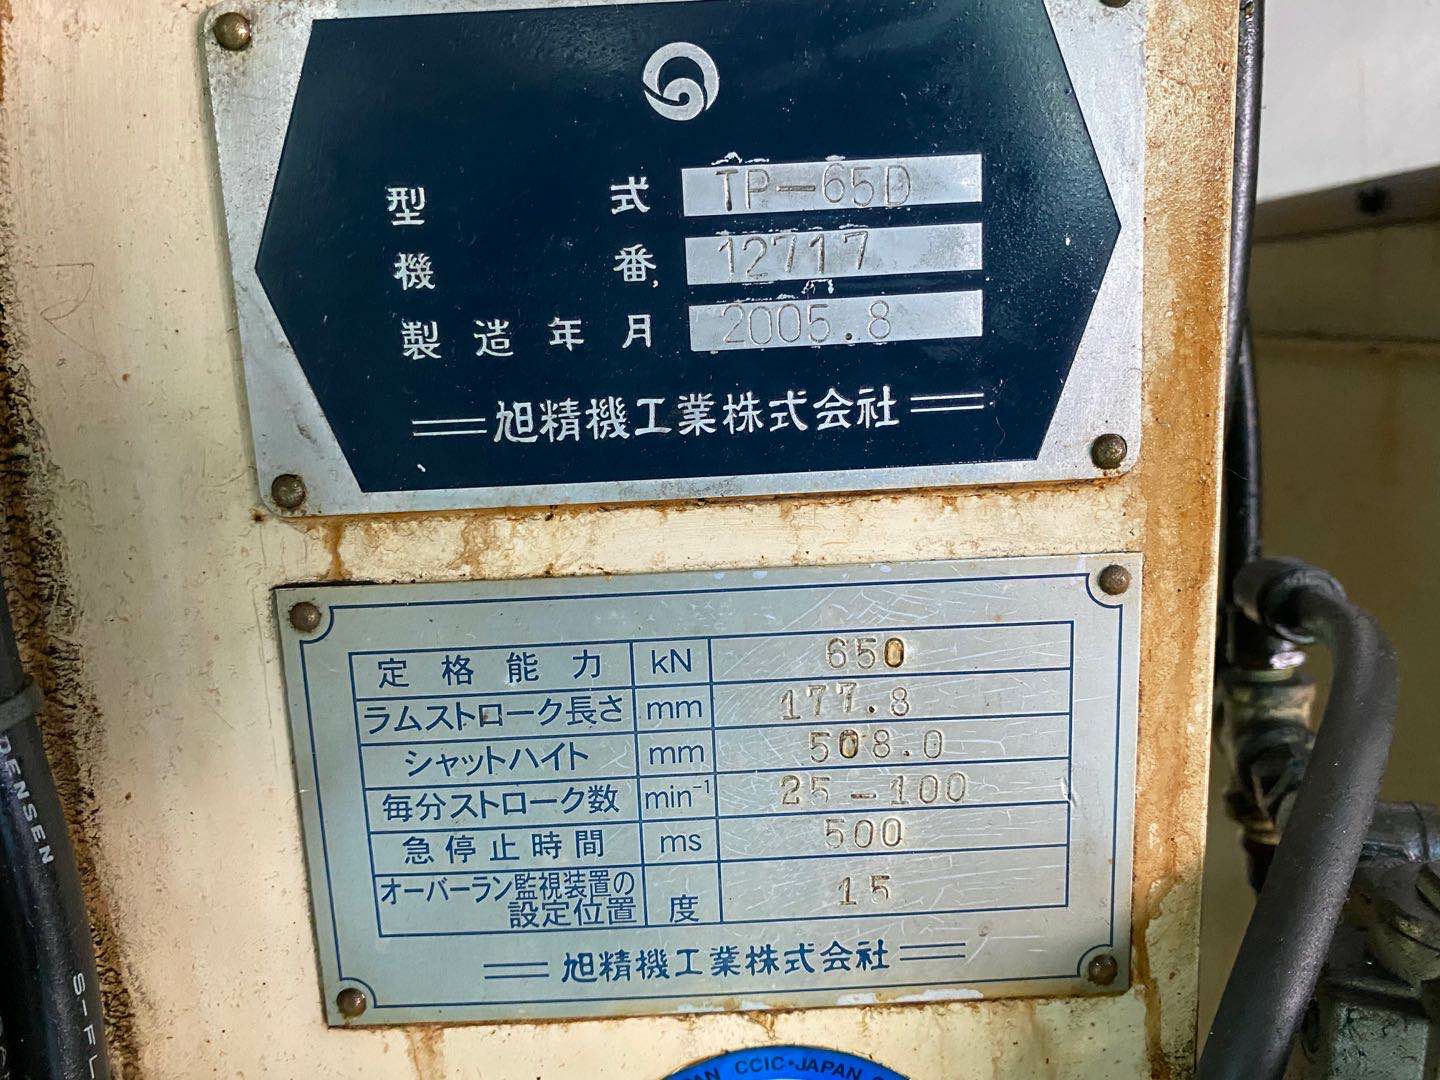 型式 TP-65D
機番 12717
製造年月 2005.8
旭精機工業株式会社
定格能力 kN 650
ラムストローク長さ mm 177.8
シャットハイト mm 508.0
毎分ストローク数 min⁻¹ 25-100
急停止時間 ms 500
オーバーラン監視装置の
設定位置 度 15
旭精機工業株式会社
CCIC・JAPAN
DENSEN
S-FL